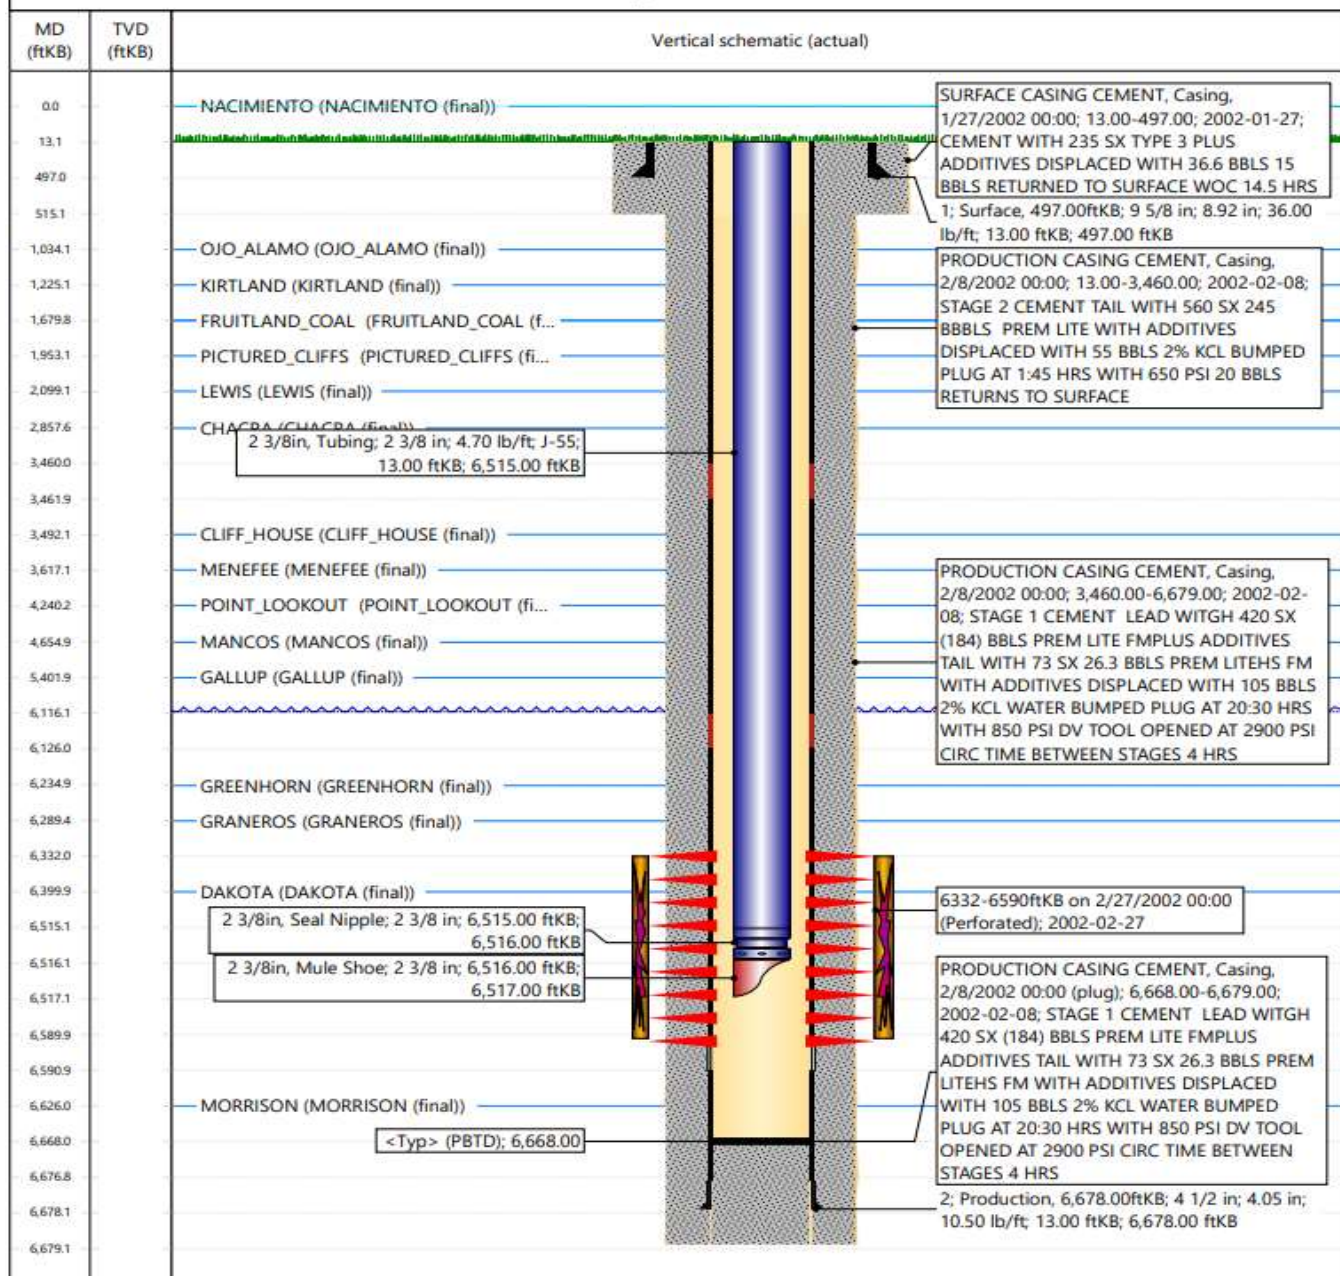 MD
(ftKB)
TVD
(ftKB)
Vertical schematic (actual)
0.0
13.1
497.0
515.1
1,034.1
1,225.1
1,679.8
1,953.1
2,099.1
2,857.6
3,460.0
3,461.9
3,492.1
3,617.1
4,240.2
4,654.9
5,401.9
6,116.1
6,126.0
6,234.9
6,289.4
6,332.0
6,399.9
6,515.1
6,516.1
6,517.1
6,589.9
6,590.9
6,626.0
6,668.0
6,676.8
6,678.1
6,679.1
NACIMIENTO (NACIMIENTO (final))
OJO_ALAMO (OJO_ALAMO (final))
KIRTLAND (KIRTLAND (final))
FRUITLAND_COAL (FRUITLAND_COAL (f...
PICTURED_CLIFFS (PICTURED_CLIFFS (fi...
LEWIS (LEWIS (final))
CHACRA (CHACRA (final))
2 3/8in, Tubing; 2 3/8 in; 4.70 lb/ft; J-55;
13.00 ftKB; 6,515.00 ftKB
CLIFF_HOUSE (CLIFF_HOUSE (final))
MENEFEE (MENEFEE (final))
POINT_LOOKOUT (POINT_LOOKOUT (fi...
MANCOS (MANCOS (final))
GALLUP (GALLUP (final))
GREENHORN (GREENHORN (final))
GRANEROS (GRANEROS (final))
DAKOTA (DAKOTA (final))
2 3/8in, Seal Nipple; 2 3/8 in; 6,515.00 ftKB;
6,516.00 ftKB
2 3/8in, Mule Shoe; 2 3/8 in; 6,516.00 ftKB;
6,517.00 ftKB
MORRISON (MORRISON (final))
<Typ> (PBTD); 6,668.00
SURFACE CASING CEMENT, Casing,
1/27/2002 00:00; 13.00-497.00; 2002-01-27;
CEMENT WITH 235 SX TYPE 3 PLUS
ADDITIVES DISPLACED WITH 36.6 BBLS 15
BBLS RETURNED TO SURFACE WOC 14.5 HRS
1; Surface, 497.00ftKB; 9 5/8 in; 8.92 in; 36.00
lb/ft; 13.00 ftKB; 497.00 ftKB
PRODUCTION CASING CEMENT, Casing,
2/8/2002 00:00; 13.00-3,460.00; 2002-02-08;
STAGE 2 CEMENT TAIL WITH 560 SX 245
BBBLS PREM LITE WITH ADDITIVES
DISPLACED WITH 55 BBLS 2% KCL BUMPED
PLUG AT 1:45 HRS WITH 650 PSI 20 BBLS
RETURNS TO SURFACE
PRODUCTION CASING CEMENT, Casing,
2/8/2002 00:00; 3,460.00-6,679.00; 2002-02-
08; STAGE 1 CEMENT LEAD WITGH 420 SX
(184) BBLS PREM LITE FMPLUS ADDITIVES
TAIL WITH 73 SX 26.3 BBLS PREM LITEHS FM
WITH ADDITIVES DISPLACED WITH 105 BBLS
2% KCL WATER BUMPED PLUG AT 20:30 HRS
WITH 850 PSI DV TOOL OPENED AT 2900 PSI
CIRC TIME BETWEEN STAGES 4 HRS
6332-6590ftKB on 2/27/2002 00:00
(Perforated); 2002-02-27
PRODUCTION CASING CEMENT, Casing,
2/8/2002 00:00 (plug); 6,668.00-6,679.00;
2002-02-08; STAGE 1 CEMENT LEAD WITGH
420 SX (184) BBLS PREM LITE FMPLUS
ADDITIVES TAIL WITH 73 SX 26.3 BBLS PREM
LITEHS FM WITH ADDITIVES DISPLACED
WITH 105 BBLS 2% KCL WATER BUMPED
PLUG AT 20:30 HRS WITH 850 PSI DV TOOL
OPENED AT 2900 PSI CIRC TIME BETWEEN
STAGES 4 HRS
2; Production, 6,678.00ftKB; 4 1/2 in; 4.05 in;
10.50 lb/ft; 13.00 ftKB; 6,678.00 ftKB